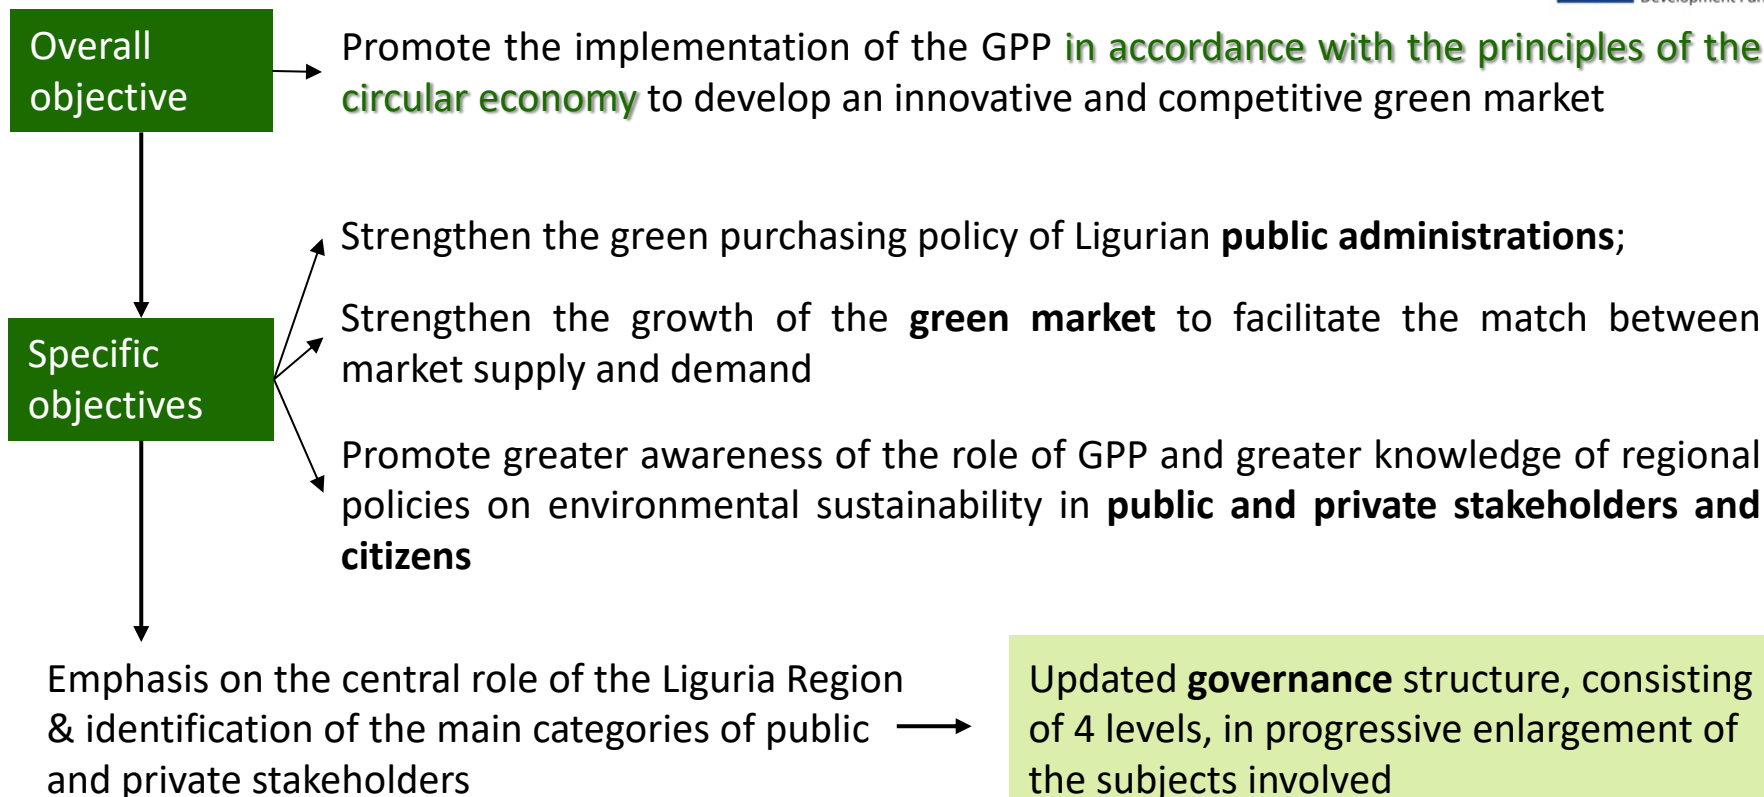 Development Fun
Overall
objective
Promote the implementation of the GPP in accordance with the principles of the
circular economy to develop an innovative and competitive green market
Strengthen the green purchasing policy of Ligurian public administrations;
Strengthen the growth of the green market to facilitate the match between
market supply and demand
Specific
objectives
Promote greater awareness of the role of GPP and greater knowledge of regional
policies on environmental sustainability in public and private stakeholders and
citizens
Emphasis on the central role of the Liguria Region
& identification of the main categories of public
and private stakeholders
Updated governance structure, consisting
of 4 levels, in progressive enlargement of
the subjects involved